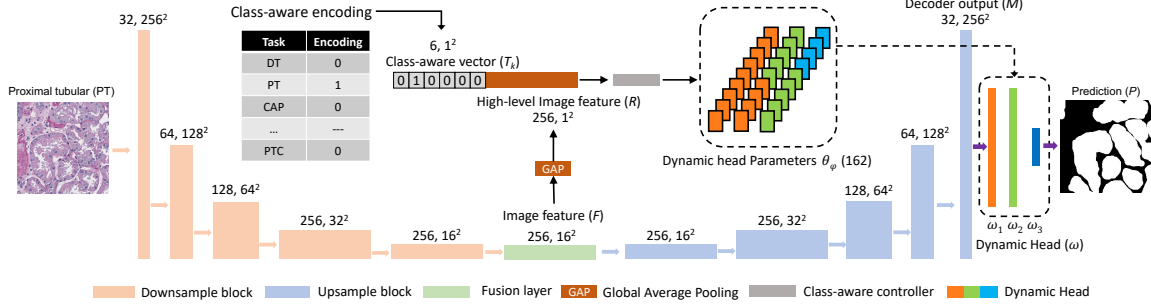 Decoder output (M)
32, 256²
32, 256²
Class-aware encoding
Task Encoding
DT 0
PT 1
CAP 0
... ---
PTC 0
6, 1²
Class-aware vector (Tₖ)
0 1 0 0 0 0
High-level Image feature (R)
256, 1²
GAP
Image feature (F)
Dynamic head Parameters θᵩ (162)
Proximal tubular (PT)
Prediction (P)
64, 128²
128, 64²
256, 32²
256, 16²
256, 16²
256, 16²
256, 32²
128, 64²
64, 128²
ω₁ ω₂ ω₃
Dynamic Head (ω)
Downsample block
Upsample block
Fusion layer
GAP Global Average Pooling
Class-aware controller
Dynamic Head